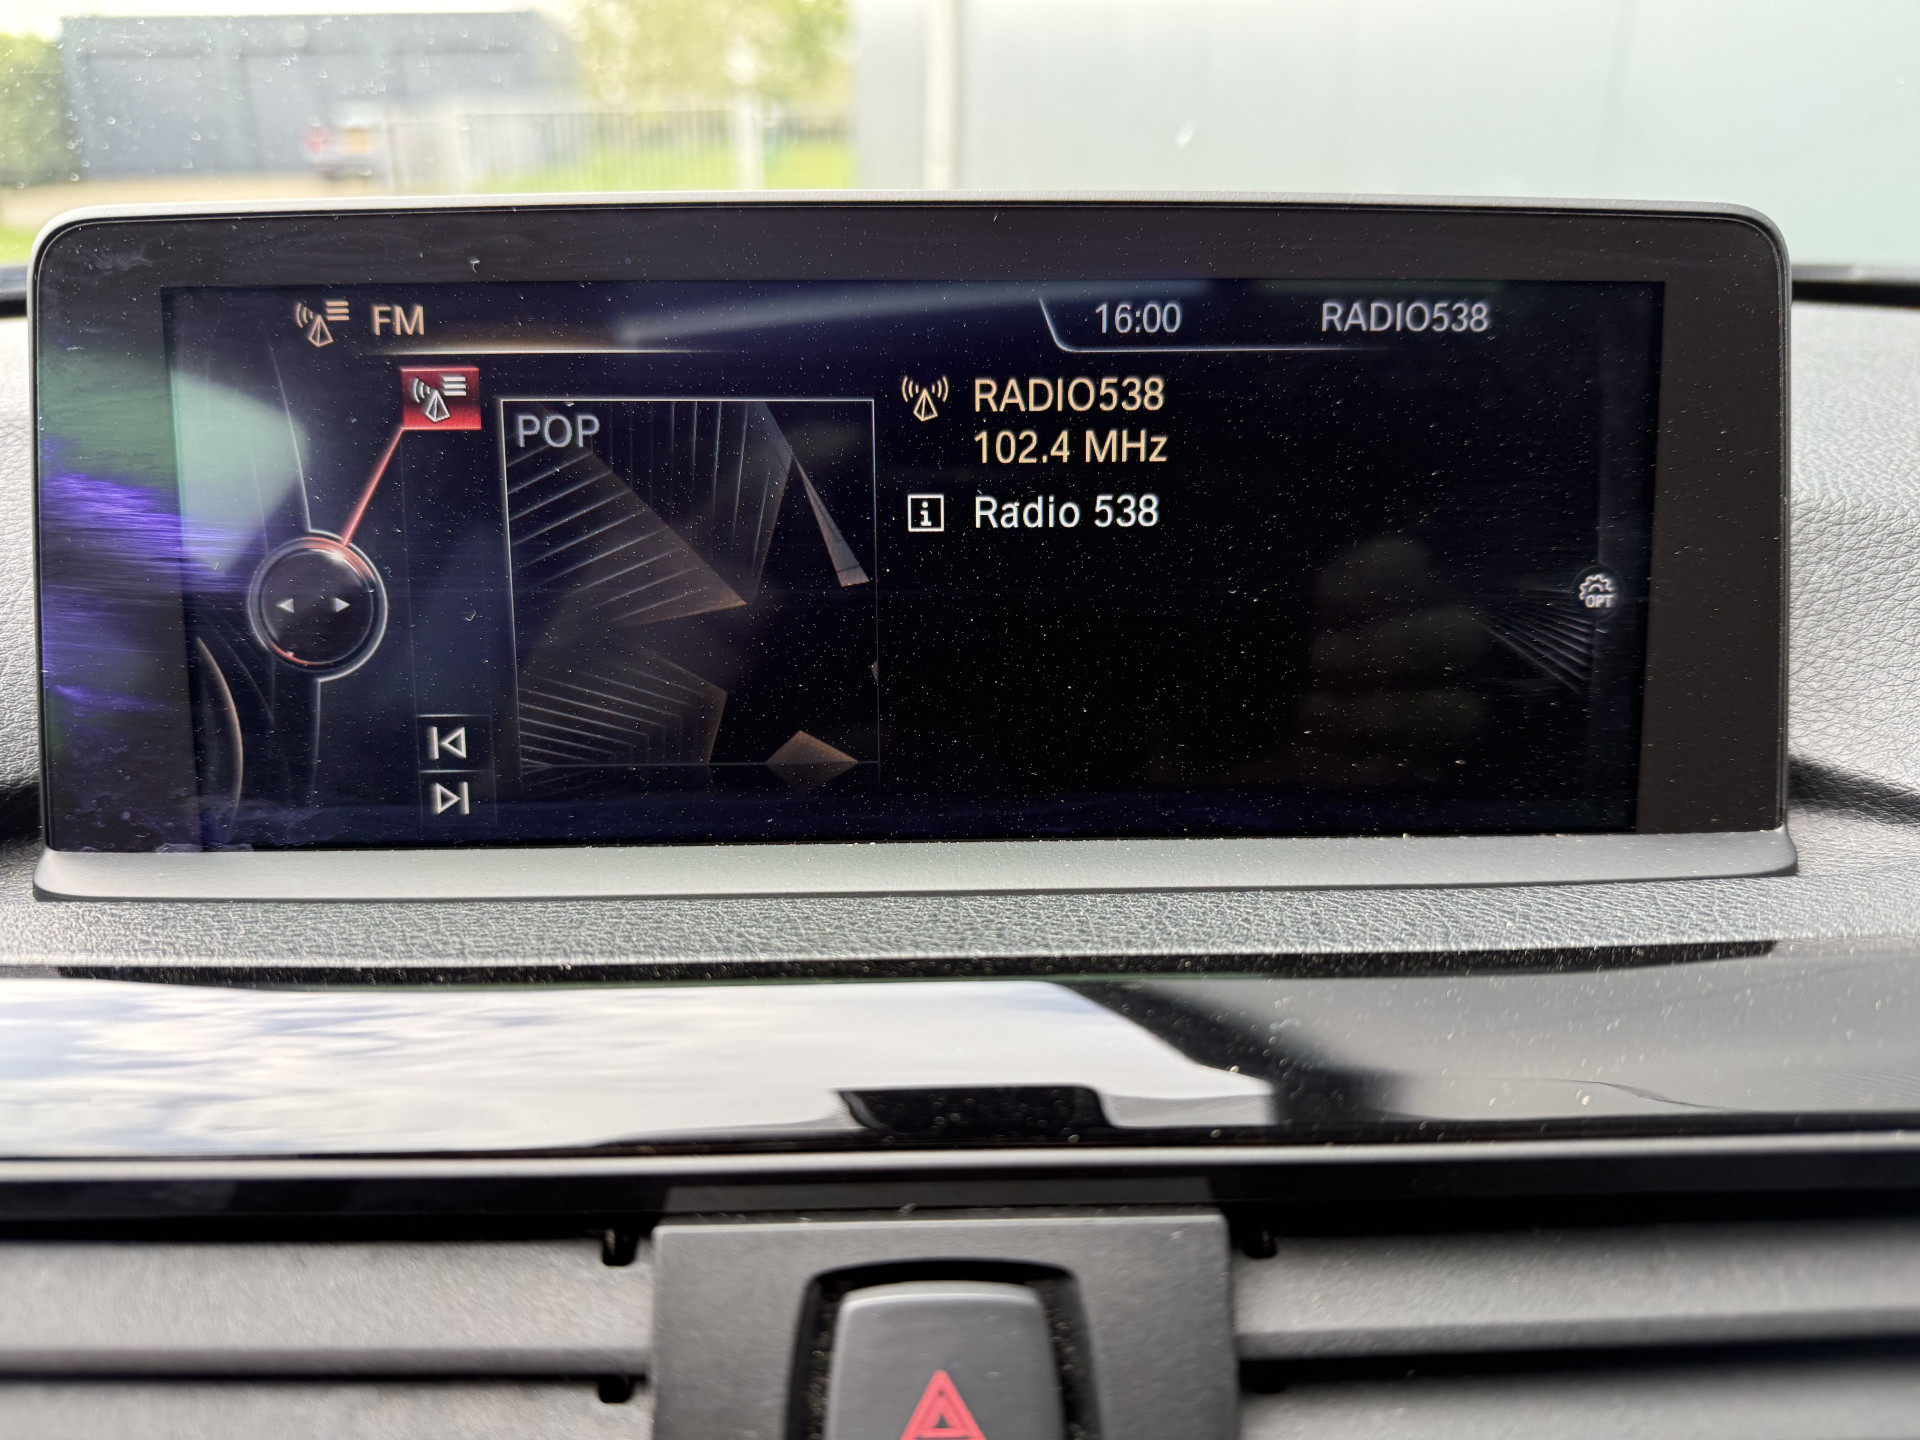 FM
16:00
RADIO538
POP
RADIO538
102.4 MHz
i Radio 538
OPT